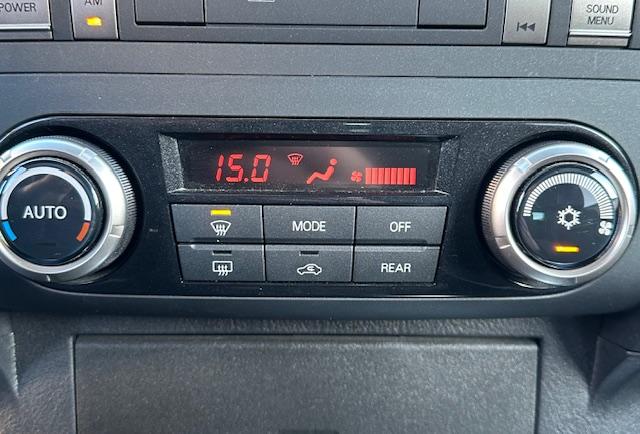 POWER
AM
SOUND
MENU
15.0
AUTO
MODE
OFF
REAR